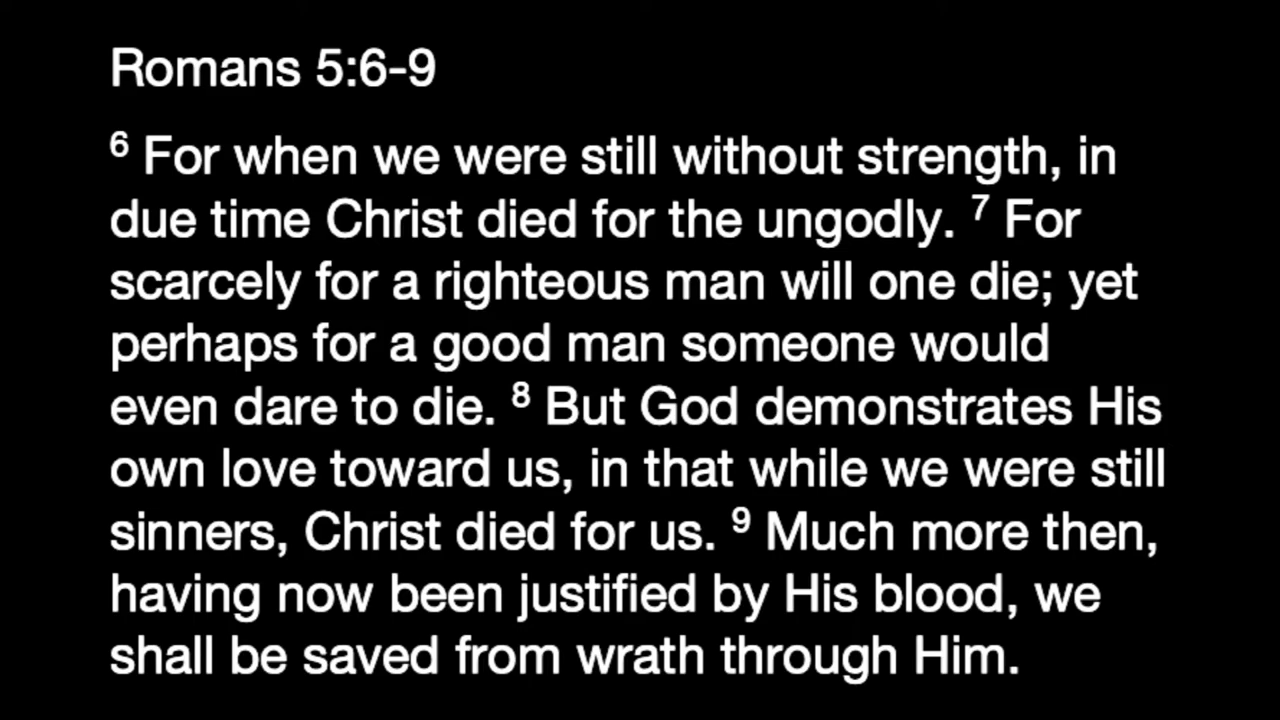 Romans 5:6-9
⁶ For when we were still without strength, in
due time Christ died for the ungodly. ⁷ For
scarcely for a righteous man will one die; yet
perhaps for a good man someone would
even dare to die. ⁸ But God demonstrates His
own love toward us, in that while we were still
sinners, Christ died for us. ⁹ Much more then,
having now been justified by His blood, we
shall be saved from wrath through Him.